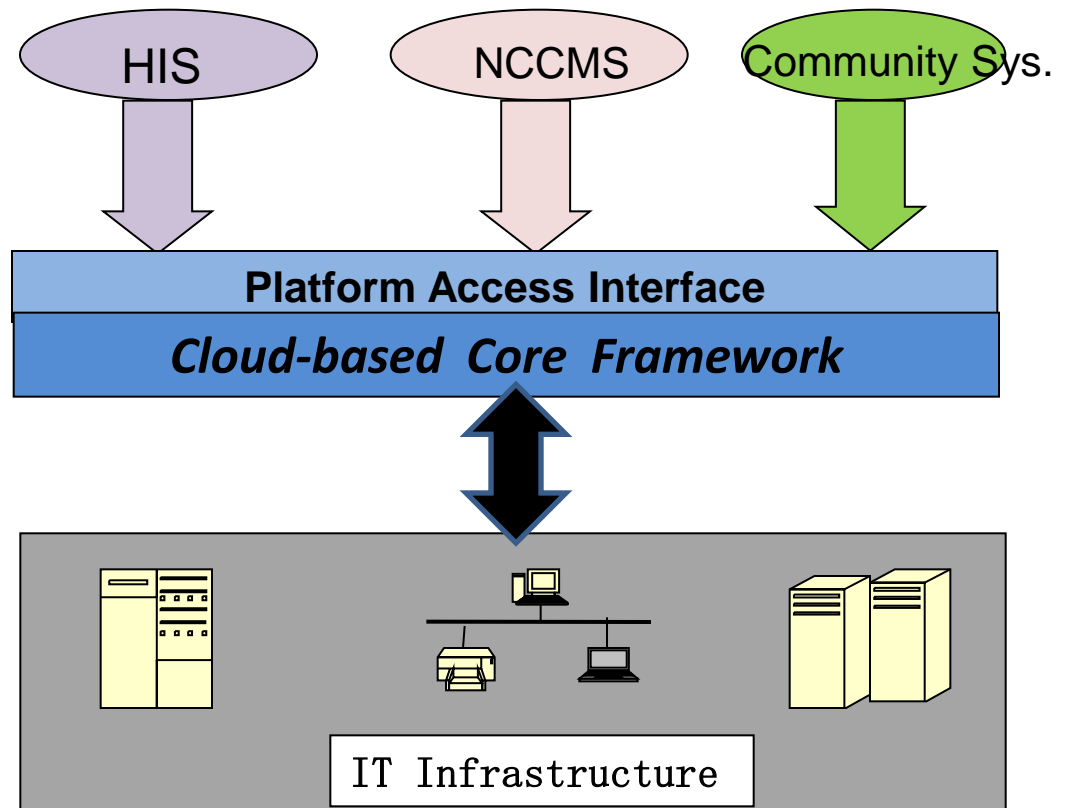 HIS
NCCMS
Community Sys.
Platform Access Interface
Cloud-based Core Framework
IT Infrastructure